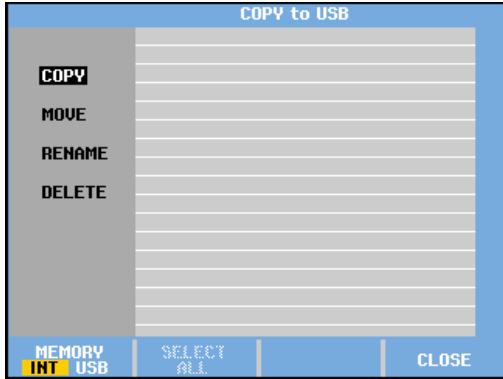 COPY to USB
COPY
MOVE
RENAME
DELETE
MEMORY
INT USB
SELECT
ALL
CLOSE